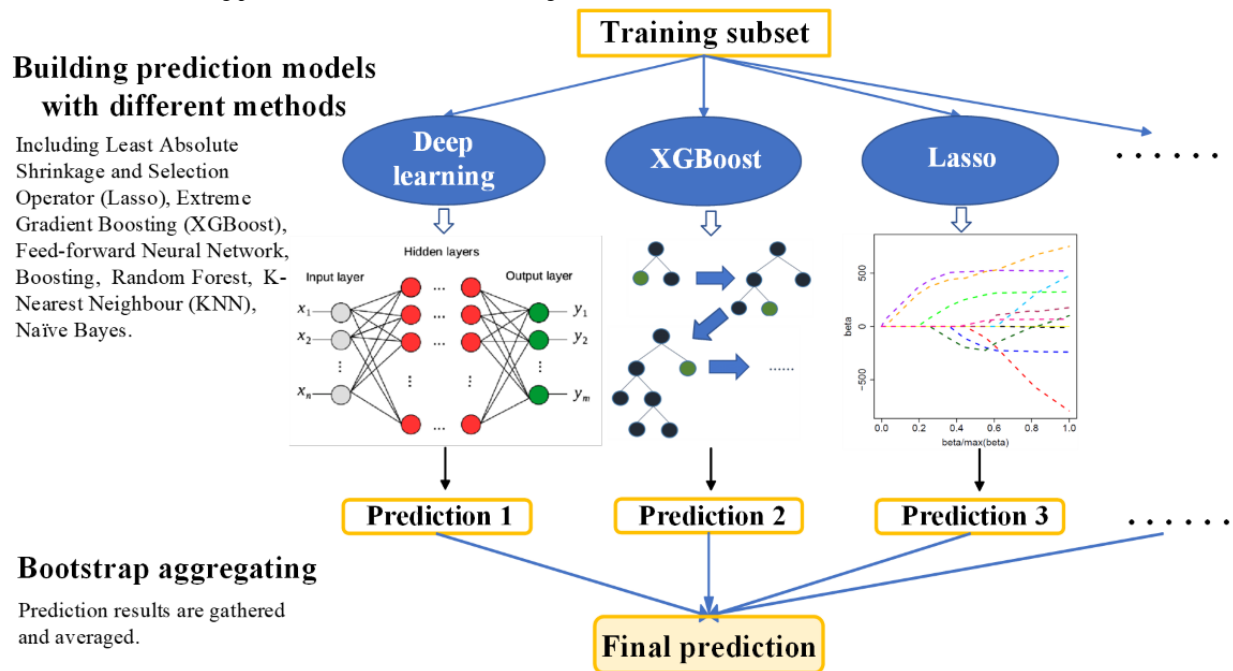 Training subset
Building prediction models
with different methods
Including Least Absolute
Shrinkage and Selection
Operator (Lasso), Extreme
Gradient Boosting (XGBoost),
Feed-forward Neural Network,
Boosting, Random Forest, K-
Nearest Neighbour (KNN),
Naïve Bayes.
Deep
learning
XGBoost
Lasso
. . . . . .
Hidden layers
Input layer
Output layer
x₁
x₂
xₙ
...
...
...
...
y₁
y₂
yₘ
......
beta
500
0
−500
0.0 0.2 0.4 0.6 0.8 1.0
beta/max(beta)
Prediction 1
Prediction 2
Prediction 3
. . . . . .
Bootstrap aggregating
Prediction results are gathered
and averaged.
Final prediction